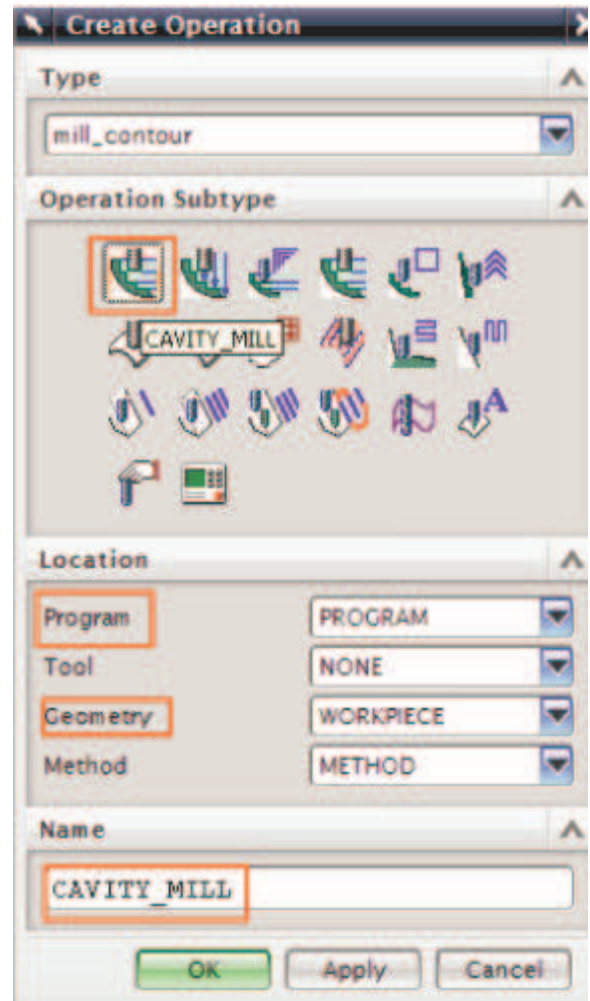 Create Operation
Type
mill_contour
Operation Subtype
CAVITY_MILL
A
Location
Program PROGRAM
Tool NONE
Geometry WORKPIECE
Method METHOD
Name
CAVITY_MILL
OK Apply Cancel